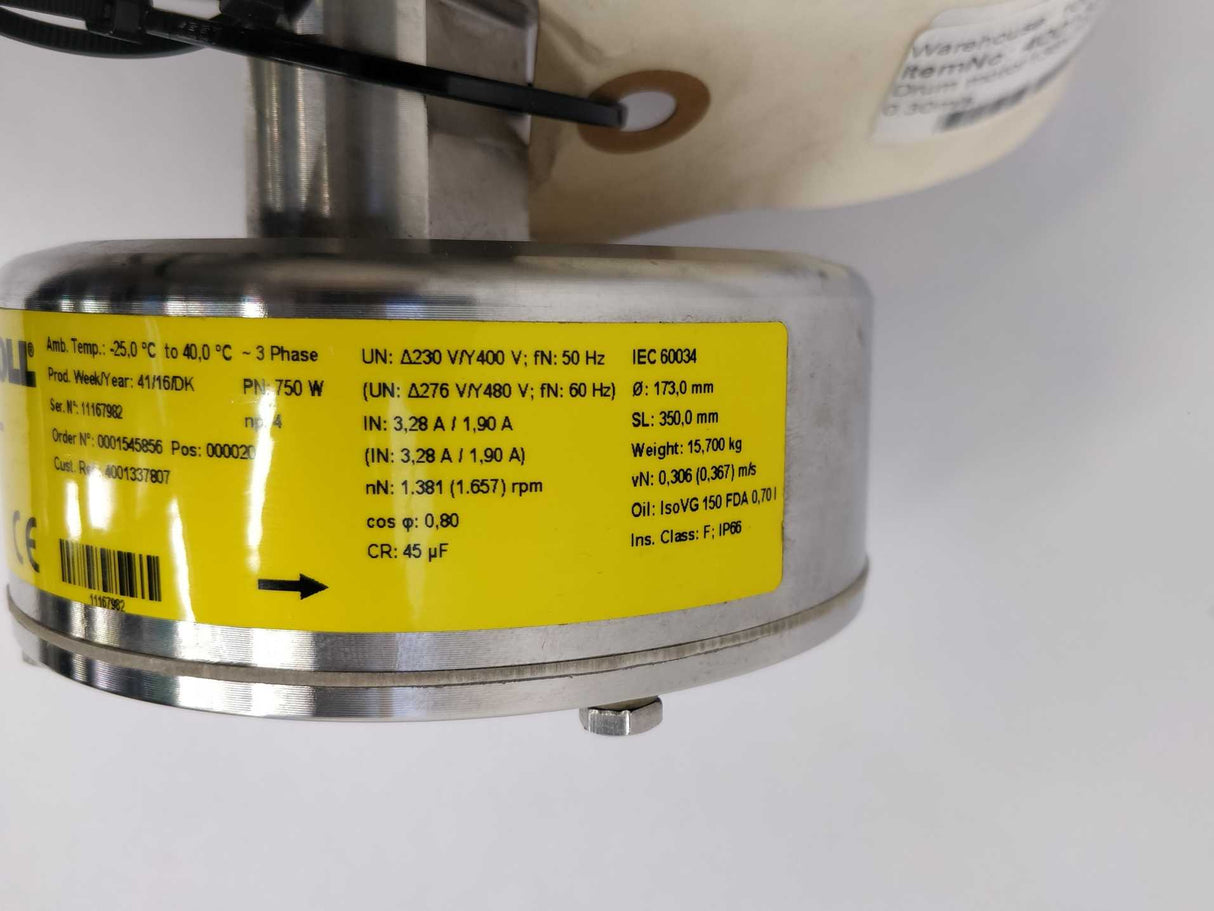 Warehouse
ItemNo
Drum motor
OLL®
Amb. Temp.: -25,0 °C to 40,0 °C ~ 3 Phase
Prod. Week/Year: 41/16/DK PN: 750 W
Ser. N°: 11167982 np: 4
Order N°: 0001545856 Pos: 000020
Cust. Ref: 4001337807
CE
11167982
UN: Δ230 V/Y400 V; fN: 50 Hz
(UN: Δ276 V/Y480 V; fN: 60 Hz)
IN: 3,28 A / 1,90 A
(IN: 3,28 A / 1,90 A)
nN: 1.381 (1.657) rpm
cos φ: 0,80
CR: 45 µF
IEC 60034
Ø: 173,0 mm
SL: 350,0 mm
Weight: 15,700 kg
vN: 0,306 (0,367) m/s
Oil: IsoVG 150 FDA 0,70 l
Ins. Class: F; IP66